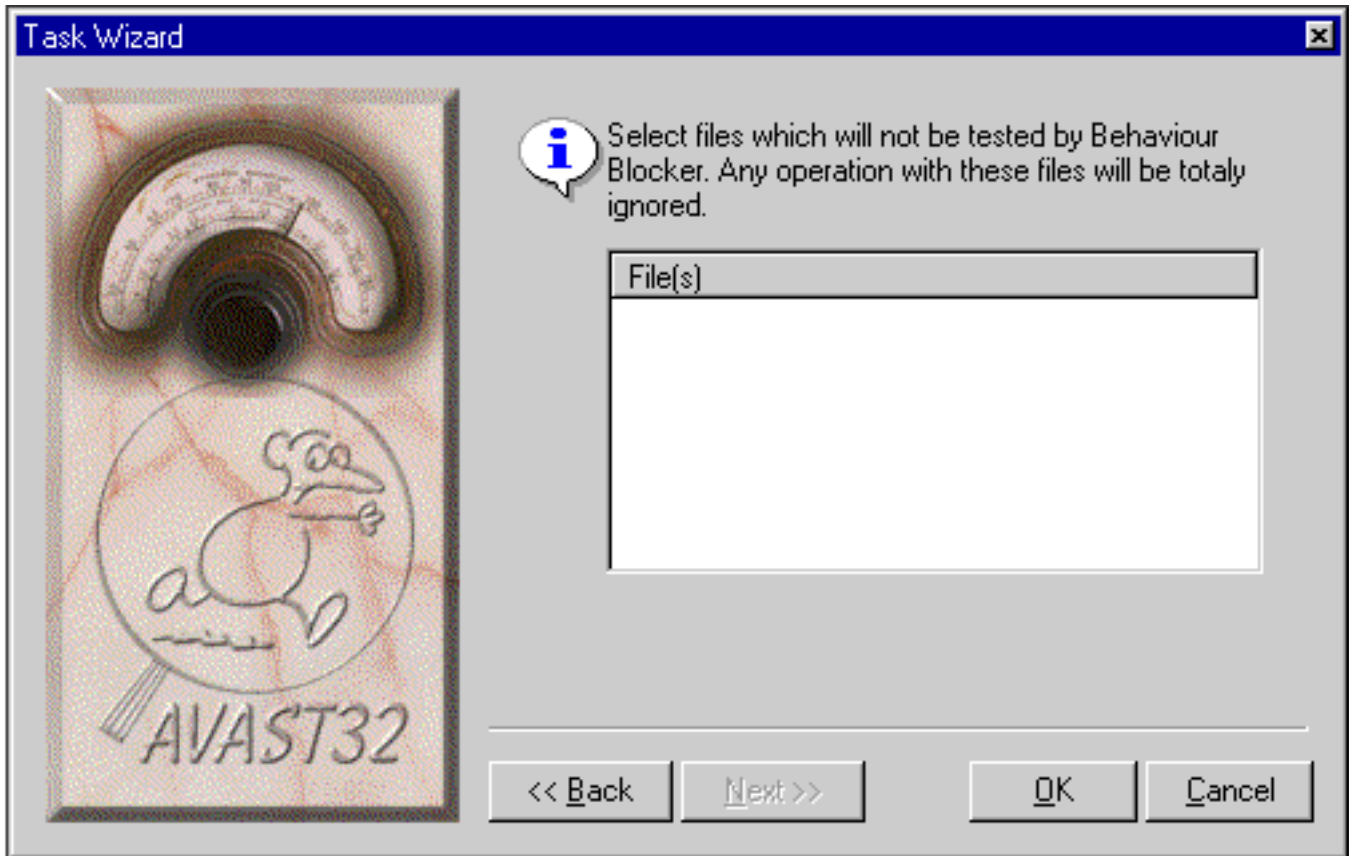 Task Wizard
Select files which will not be tested by Behaviour
Blocker. Any operation with these files will be totaly
ignored.
File(s)
AVAST32
<< Back
Next >>
OK
Cancel